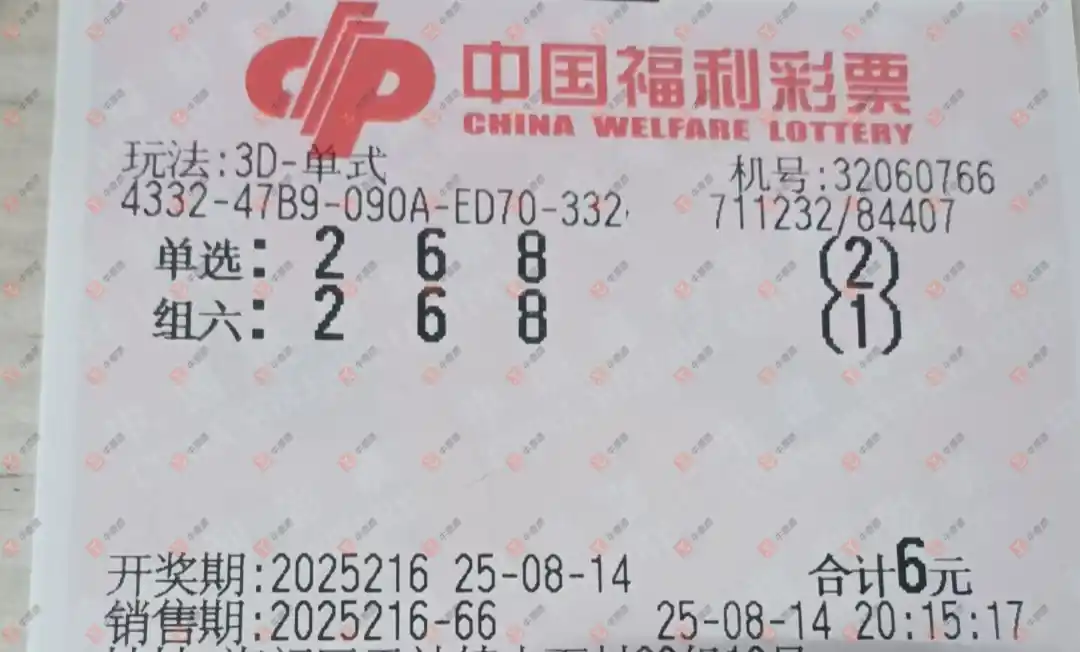 中国福利彩票
CHINA WELFARE LOTTERY
玩法:3D-单式 机号:32060766
4332-47B9-090A-ED70-332 711232/84407
单选: 2 6 8 (2)
组六: 2 6 8 (1)
开奖期:2025216 25-08-14 合计6元
销售期:2025216-66 25-08-14 20:15:17